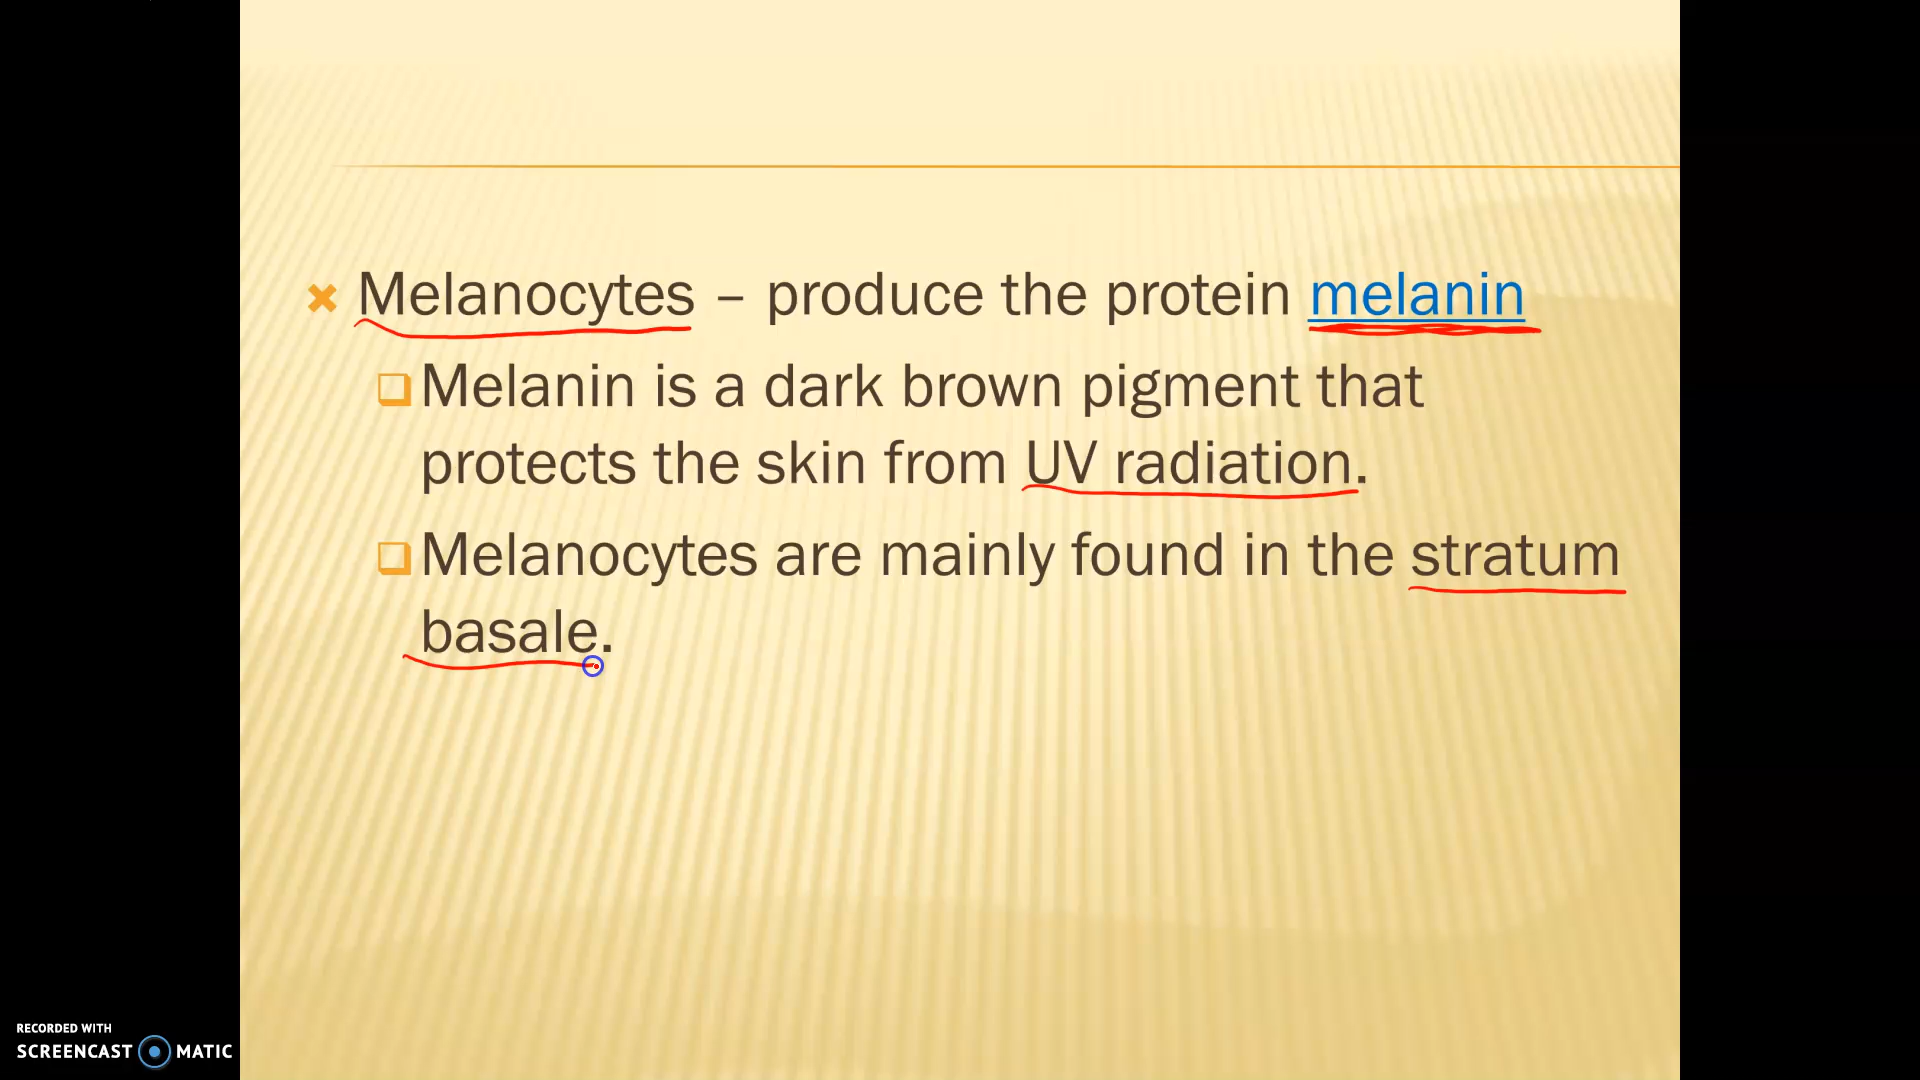 Melanocytes – produce the protein melanin
Melanin is a dark brown pigment that
protects the skin from UV radiation.
Melanocytes are mainly found in the stratum
basale.
RECORDED WITH
SCREENCAST MATIC